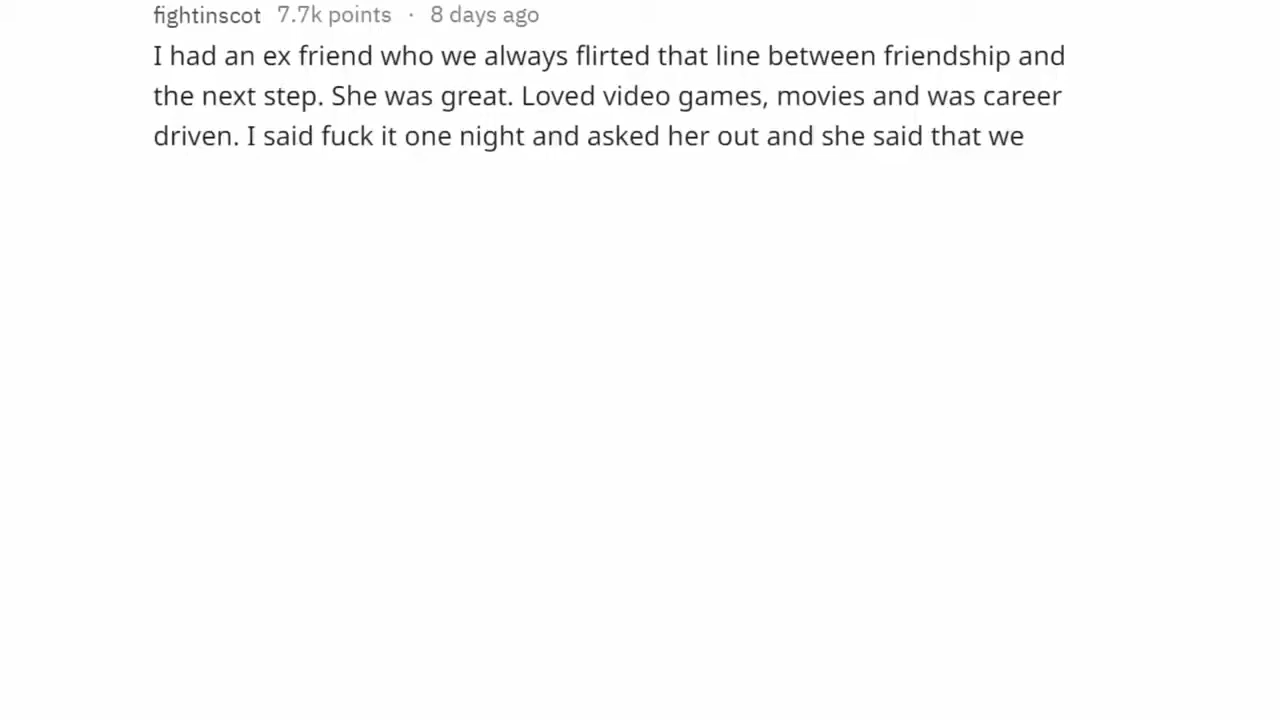 fightinscot 7.7k points · 8 days ago
I had an ex friend who we always flirted that line between friendship and
the next step. She was great. Loved video games, movies and was career
driven. I said fuck it one night and asked her out and she said that we